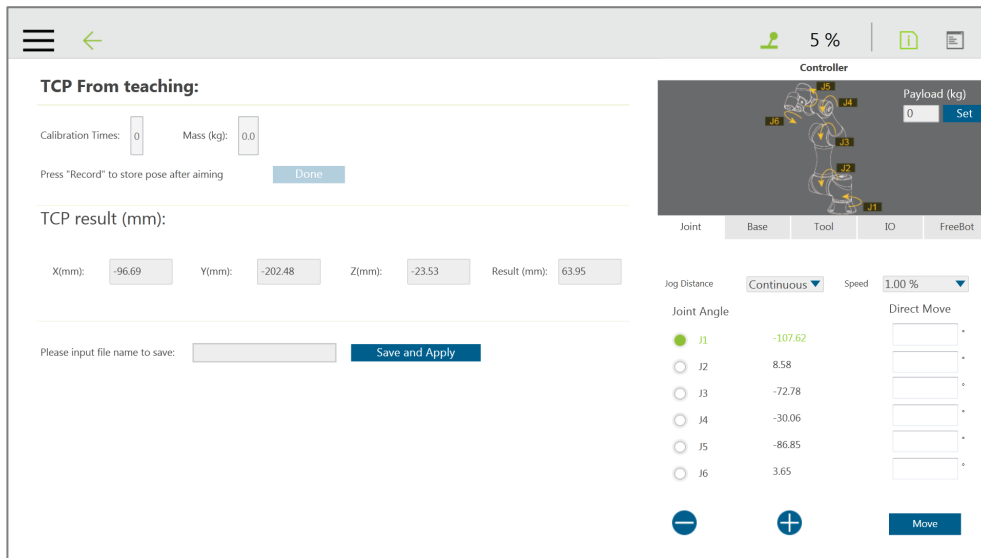 5 %
Controller
TCP From teaching:
Calibration Times: 0 Mass (kg): 0.0
Press "Record" to store pose after aiming Done
TCP result (mm):
X(mm): -96.69 Y(mm): -202.48 Z(mm): -23.53 Result (mm): 63.95
Please input file name to save: Save and Apply
J5
J4
J6
J3
J2
J1
Payload (kg)
0 Set
Joint Base Tool IO FreeBot
Jog Distance Continuous Speed 1.00 %
Joint Angle Direct Move
J1 -107.62 °
J2 8.58 °
J3 -72.78 °
J4 -30.06 °
J5 -86.85 °
J6 3.65 °
Move